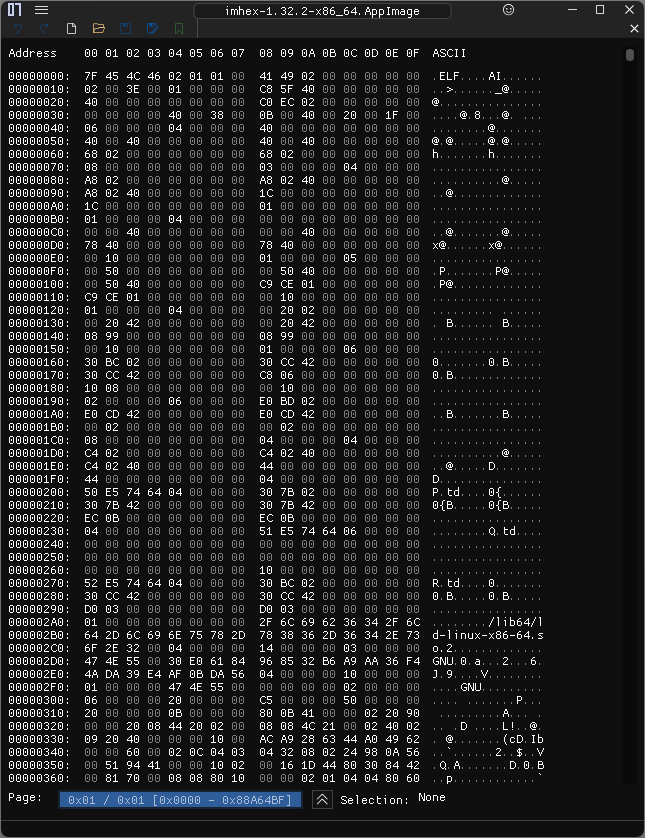 imhex-1.32.2-x86_64.AppImage
Address 00 01 02 03 04 05 06 07 08 09 0A 0B 0C 0D 0E 0F ASCII
00000000: 7F 45 4C 46 02 01 01 00 41 49 02 00 00 00 00 00 .ELF....AI......
00000010: 02 00 3E 00 01 00 00 00 C8 5F 40 00 00 00 00 00 ..>......_@.....
00000020: 40 00 00 00 00 00 00 00 C0 EC 02 00 00 00 00 00 @...............
00000030: 00 00 00 00 40 00 38 00 0B 00 40 00 20 00 1F 00 ....@.8...@. ...
00000040: 06 00 00 00 04 00 00 00 40 00 00 00 00 00 00 00 ........@.......
00000050: 40 00 40 00 00 00 00 00 40 00 40 00 00 00 00 00 @.@.....@.@.....
00000060: 68 02 00 00 00 00 00 00 68 02 00 00 00 00 00 00 h.......h.......
00000070: 08 00 00 00 00 00 00 00 03 00 00 00 04 00 00 00 ................
00000080: A8 02 00 00 00 00 00 00 A8 02 40 00 00 00 00 00 ..........@.....
00000090: A8 02 40 00 00 00 00 00 1C 00 00 00 00 00 00 00 ..@.............
000000A0: 1C 00 00 00 00 00 00 00 01 00 00 00 00 00 00 00 ................
000000B0: 01 00 00 00 04 00 00 00 00 00 00 00 00 00 00 00 ................
000000C0: 00 00 40 00 00 00 00 00 00 00 40 00 00 00 00 00 ..@.......@.....
000000D0: 78 40 00 00 00 00 00 00 78 40 00 00 00 00 00 00 x@......x@......
000000E0: 00 10 00 00 00 00 00 00 01 00 00 00 05 00 00 00 ................
000000F0: 00 50 00 00 00 00 00 00 00 50 40 00 00 00 00 00 .P.......P@.....
00000100: 00 50 40 00 00 00 00 00 C9 CE 01 00 00 00 00 00 .P@.............
00000110: C9 CE 01 00 00 00 00 00 00 10 00 00 00 00 00 00 ................
00000120: 01 00 00 00 04 00 00 00 00 20 02 00 00 00 00 00 ......... ......
00000130: 00 20 42 00 00 00 00 00 00 20 42 00 00 00 00 00 . B...... B.....
00000140: 08 99 00 00 00 00 00 00 08 99 00 00 00 00 00 00 ................
00000150: 00 10 00 00 00 00 00 00 01 00 00 00 06 00 00 00 ................
00000160: 30 BC 02 00 00 00 00 00 30 CC 42 00 00 00 00 00 0.......0.B.....
00000170: 30 CC 42 00 00 00 00 00 C8 06 00 00 00 00 00 00 0.B.............
00000180: 10 08 00 00 00 00 00 00 00 10 00 00 00 00 00 00 ................
00000190: 02 00 00 00 06 00 00 00 E0 BD 02 00 00 00 00 00 ................
000001A0: E0 CD 42 00 00 00 00 00 E0 CD 42 00 00 00 00 00 ..B.......B.....
000001B0: 00 02 00 00 00 00 00 00 00 02 00 00 00 00 00 00 ................
000001C0: 08 00 00 00 00 00 00 00 04 00 00 00 04 00 00 00 ................
000001D0: C4 02 00 00 00 00 00 00 C4 02 40 00 00 00 00 00 ..........@.....
000001E0: C4 02 40 00 00 00 00 00 44 00 00 00 00 00 00 00 ..@.....D.......
000001F0: 44 00 00 00 00 00 00 00 04 00 00 00 00 00 00 00 D...............
00000200: 50 E5 74 64 04 00 00 00 30 7B 02 00 00 00 00 00 P.td....0{......
00000210: 30 7B 42 00 00 00 00 00 30 7B 42 00 00 00 00 00 0{B.....0{B.....
00000220: EC 0B 00 00 00 00 00 00 EC 0B 00 00 00 00 00 00 ................
00000230: 04 00 00 00 00 00 00 00 51 E5 74 64 06 00 00 00 ........Q.td....
00000240: 00 00 00 00 00 00 00 00 00 00 00 00 00 00 00 00 ................
00000250: 00 00 00 00 00 00 00 00 00 00 00 00 00 00 00 00 ................
00000260: 00 00 00 00 00 00 00 00 10 00 00 00 00 00 00 00 ................
00000270: 52 E5 74 64 04 00 00 00 30 BC 02 00 00 00 00 00 R.td....0.......
00000280: 30 CC 42 00 00 00 00 00 30 CC 42 00 00 00 00 00 0.B.....0.B.....
00000290: D0 03 00 00 00 00 00 00 D0 03 00 00 00 00 00 00 ................
000002A0: 01 00 00 00 00 00 00 00 2F 6C 69 62 36 34 2F 6C ......../lib64/l
000002B0: 64 2D 6C 69 6E 75 78 2D 78 38 36 2D 36 34 2E 73 d-linux-x86-64.s
000002C0: 6F 2E 32 00 04 00 00 00 14 00 00 00 03 00 00 00 o.2.............
000002D0: 47 4E 55 00 30 E0 61 84 96 85 32 B6 A9 AA 36 F4 GNU.0.a...2...6.
000002E0: 4A DA 39 E4 AF 0B DA 56 04 00 00 00 10 00 00 00 J.9....V........
000002F0: 01 00 00 00 47 4E 55 00 00 00 00 00 02 00 00 00 ....GNU.........
00000300: 06 00 00 00 20 00 00 00 C5 00 00 00 50 00 00 00 .... .......P...
00000310: 20 00 00 00 0B 00 00 00 80 0B 41 00 00 02 20 90  .........A... .
00000320: 00 00 20 08 44 20 02 00 08 08 4C 21 00 02 40 02 .. .D ....L!..@.
00000330: 09 20 40 00 00 00 10 00 AC A9 28 63 44 A0 49 62 . @.......(cD.Ib
00000340: 00 00 60 00 02 0C 04 03 04 32 08 02 24 98 0A 56 ..`......2..$..V
00000350: 00 51 94 41 00 00 10 02 00 16 1D 44 80 30 84 42 .Q.A.......D.0.B
00000360: 00 81 70 00 08 08 80 10 00 00 02 01 04 04 80 60 ..p............`
Page: 0x01 / 0x01 [0x0000 - 0x88A64BF] Selection: None